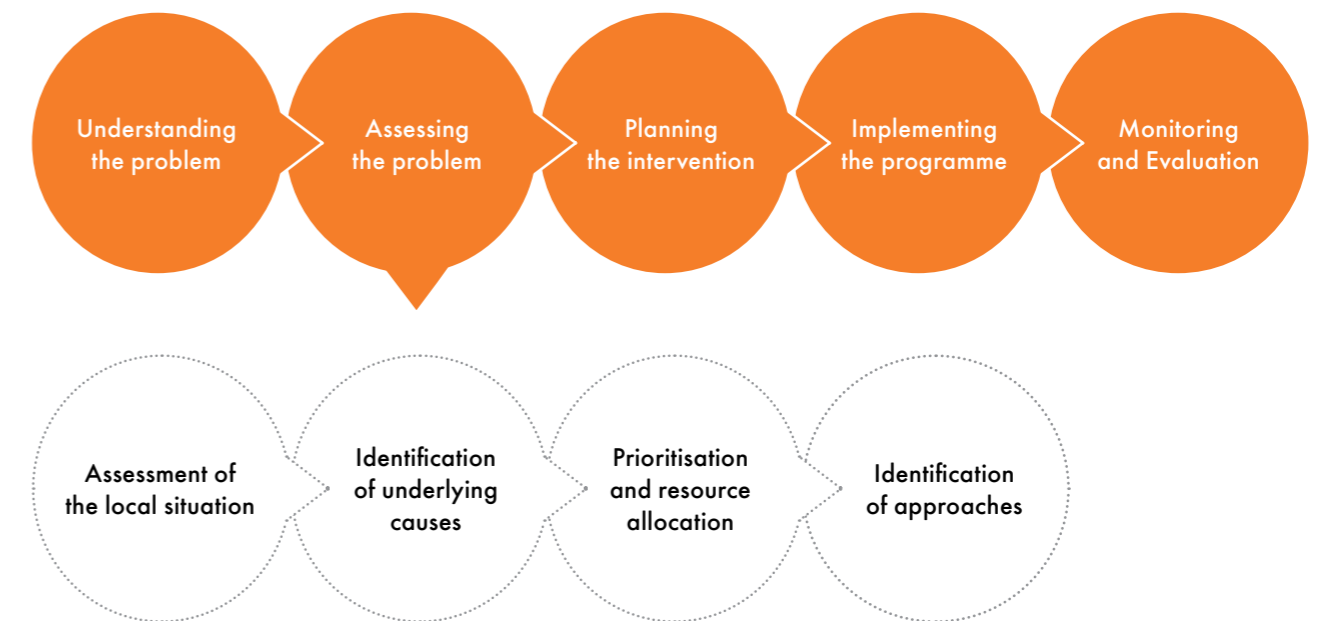 Understanding
the problem
Assessing
the problem
Planning
the intervention
Implementing
the programme
Monitoring
and Evaluation
Assessment of
the local situation
Identification
of underlying
causes
Prioritisation
and resource
allocation
Identification
of approaches